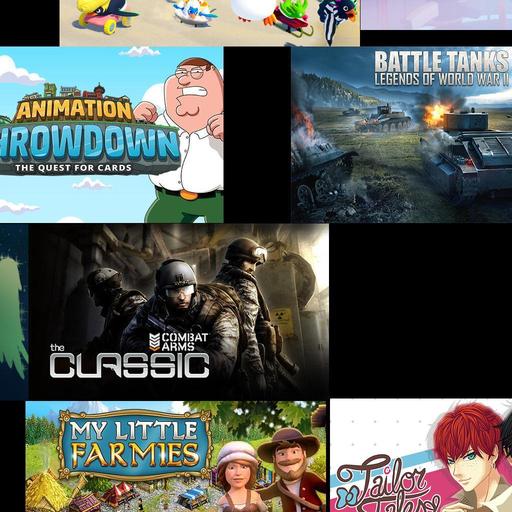 ANIMATION
HROWDOWN
THE QUEST FOR CARDS
BATTLE TANKS
LEGENDS OF WORLD WAR II
the
COMBAT
ARMS
CLASSIC
MY LITTLE
FARMIES
Tailor
Tales